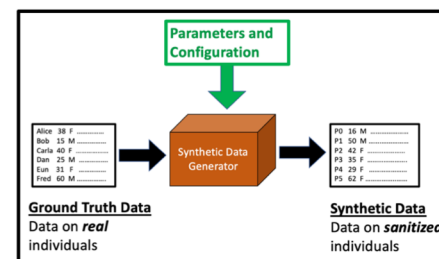 Parameters and
Configuration
Alice 38 F ................
Bob 15 M ................
Carla 40 F ................
Dan 25 M ................
Eun 31 F ................
Fred 60 M ................
Synthetic Data
Generator
P0 16 M ......................
P1 50 M ......................
P2 42 F ......................
P3 35 F ......................
P4 29 F ......................
P5 62 F ......................
Ground Truth Data
Data on real
individuals
Synthetic Data
Data on sanitized
individuals